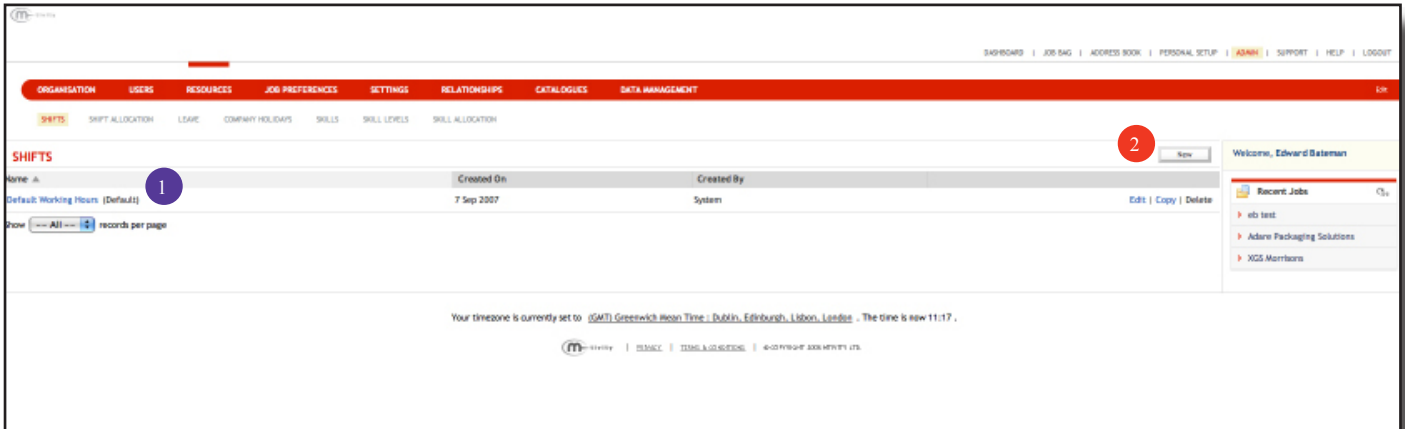 DASHBOARD | JOB BAG | ADDRESS BOOK | PERSONAL SETUP | ADMIN | SUPPORT | HELP | LOGOUT
ORGANISATION USERS RESOURCES JOB PREFERENCES SETTINGS RELATIONSHIPS CATALOGUES DATA MANAGEMENT Edit
SHIFTS SHIFT ALLOCATION LEAVE COMPANY HOLIDAYS SKILLS SKILL LEVELS SKILL ALLOCATION
SHIFTS 2 New
Name Created On Created By
1
Default Working Hours (Default) 7 Sep 2007 System Edit | Copy | Delete
Show -- All -- records per page
Welcome, Edward Bateman
Recent Jobs
eb test
Adare Packaging Solutions
XGS Morrisons
Your timezone is currently set to (GMT) Greenwich Mean Time : Dublin, Edinburgh, Lisbon, London . The time is now 11:17 .
m | PRIVACY | TERMS & CONDITIONS | © COPYRIGHT